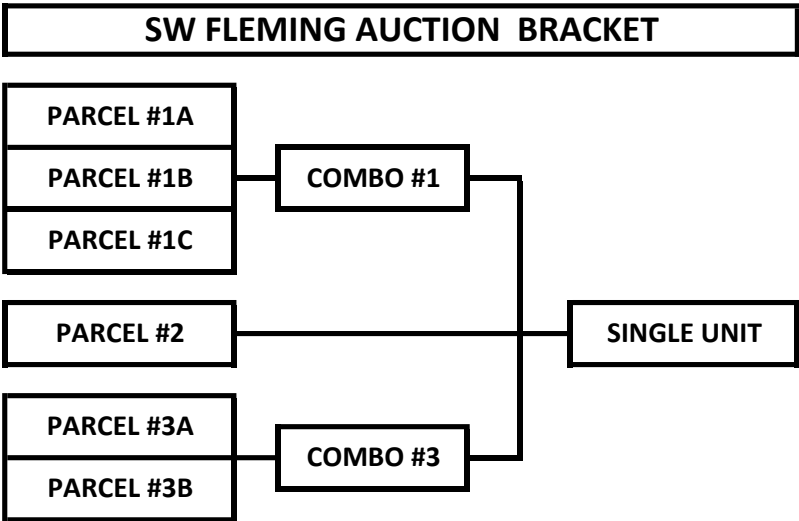 SW FLEMING AUCTION BRACKET
PARCEL #1A
PARCEL #1B
PARCEL #1C
COMBO #1
PARCEL #2
SINGLE UNIT
PARCEL #3A
PARCEL #3B
COMBO #3